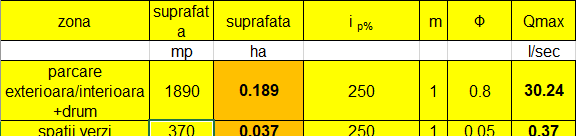 zona suprafata suprafata i p% m Φ Qmax
mp ha l/sec
parcare exterioara/interioara +drum 1890 0.189 250 1 0.8 30.24
spatii verzi 370 0.037 250 1 0.05 0.37